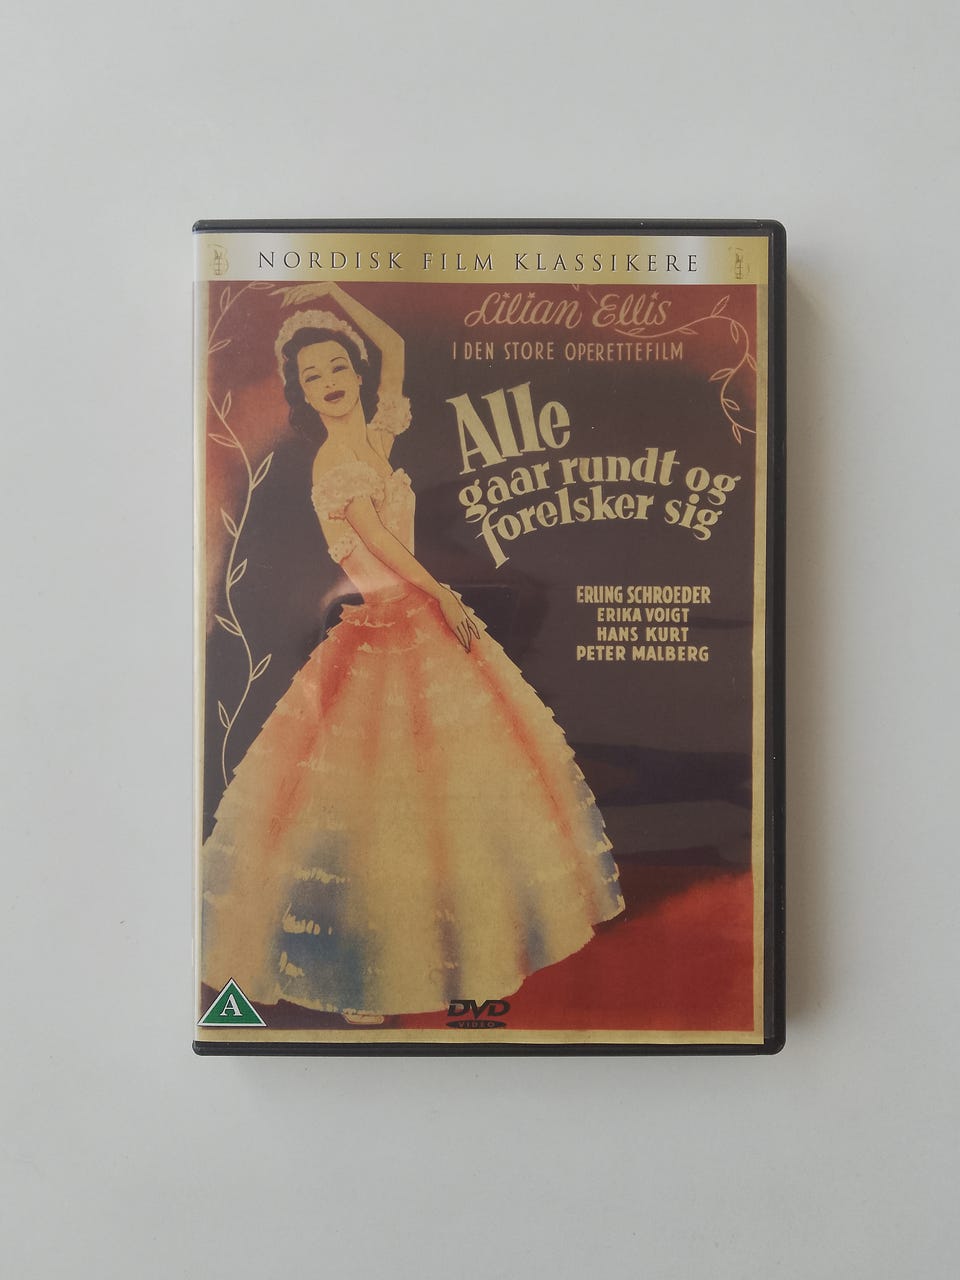 NORDISK FILM KLASSIKERE
Lilian Ellis
I DEN STORE OPERETTEFILM
Alle
gaar rundt og
forelsker sig
ERLING SCHROEDER
ERIKA VOIGT
HANS KURT
PETER MALBERG
A
DVD
VIDEO